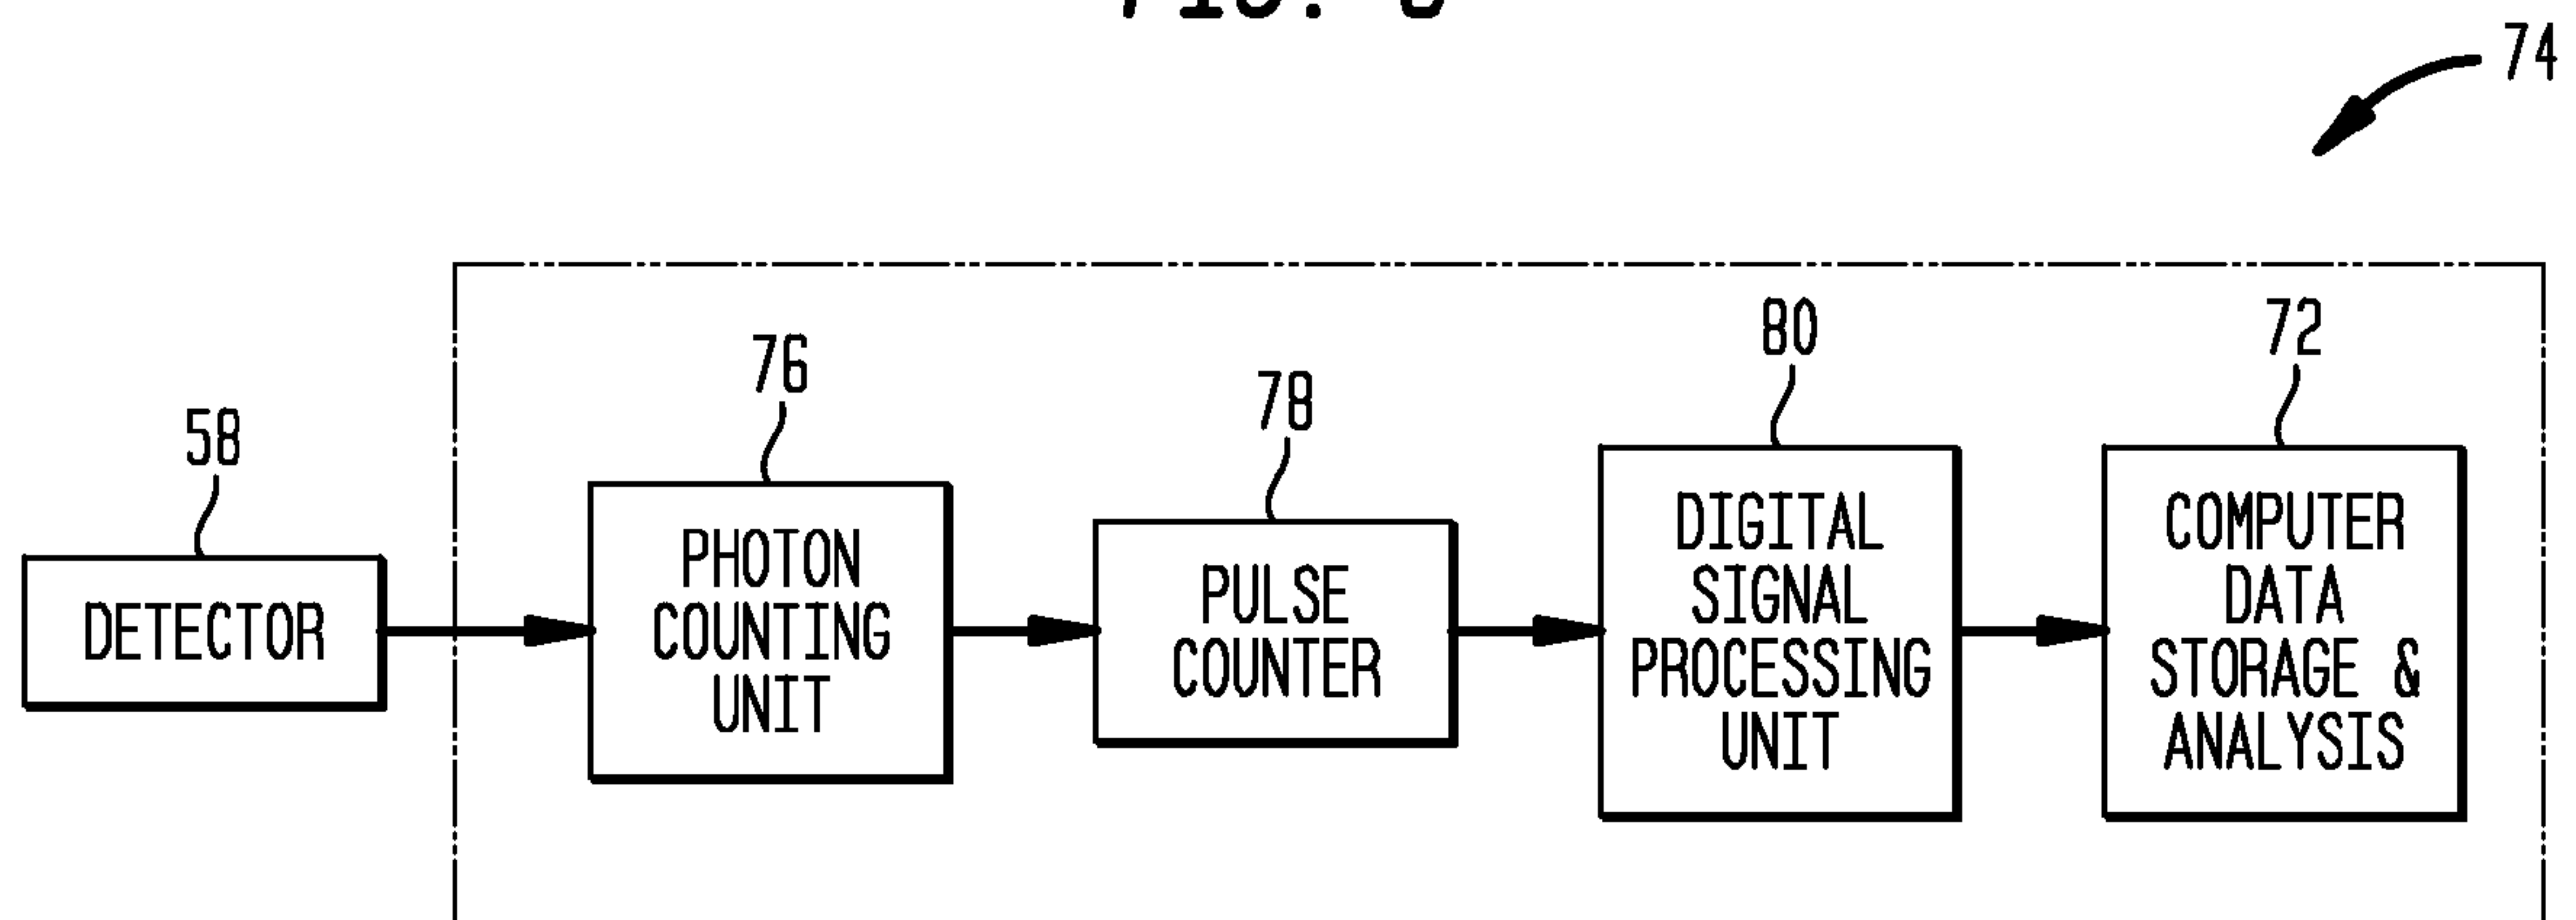 74
58
DETECTOR
76
PHOTON
COUNTING
UNIT
78
PULSE
COUNTER
80
DIGITAL
SIGNAL
PROCESSING
UNIT
72
COMPUTER
DATA
STORAGE &
ANALYSIS